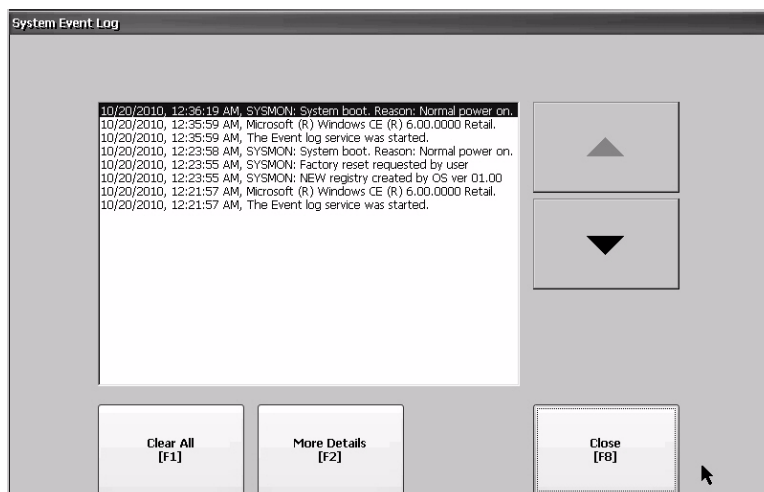 System Event Log
10/20/2010, 12:36:19 AM, SYSMON: System boot. Reason: Normal power on.
10/20/2010, 12:35:59 AM, Microsoft (R) Windows CE (R) 6.00.0000 Retail.
10/20/2010, 12:35:59 AM, The Event log service was started.
10/20/2010, 12:23:58 AM, SYSMON: System boot. Reason: Normal power on.
10/20/2010, 12:23:55 AM, SYSMON: Factory reset requested by user
10/20/2010, 12:23:55 AM, SYSMON: NEW registry created by OS ver 01.00
10/20/2010, 12:21:57 AM, Microsoft (R) Windows CE (R) 6.00.0000 Retail.
10/20/2010, 12:21:57 AM, The Event log service was started.
Clear All
[F1]
More Details
[F2]
Close
[F8]